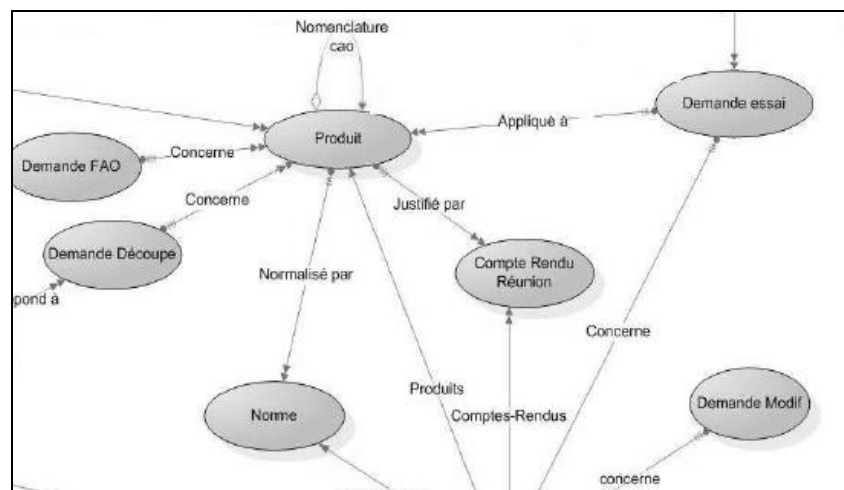 Nomenclature
cao
Produit
Appliqué à
Demande essai
Demande FAO
Concerne
Concerne
Demande Découpe
Justifié par
Compte Rendu
Réunion
pond à
Normalisé par
Concerne
Norme
Produits
Comptes-Rendus
Demande Modif
concerne